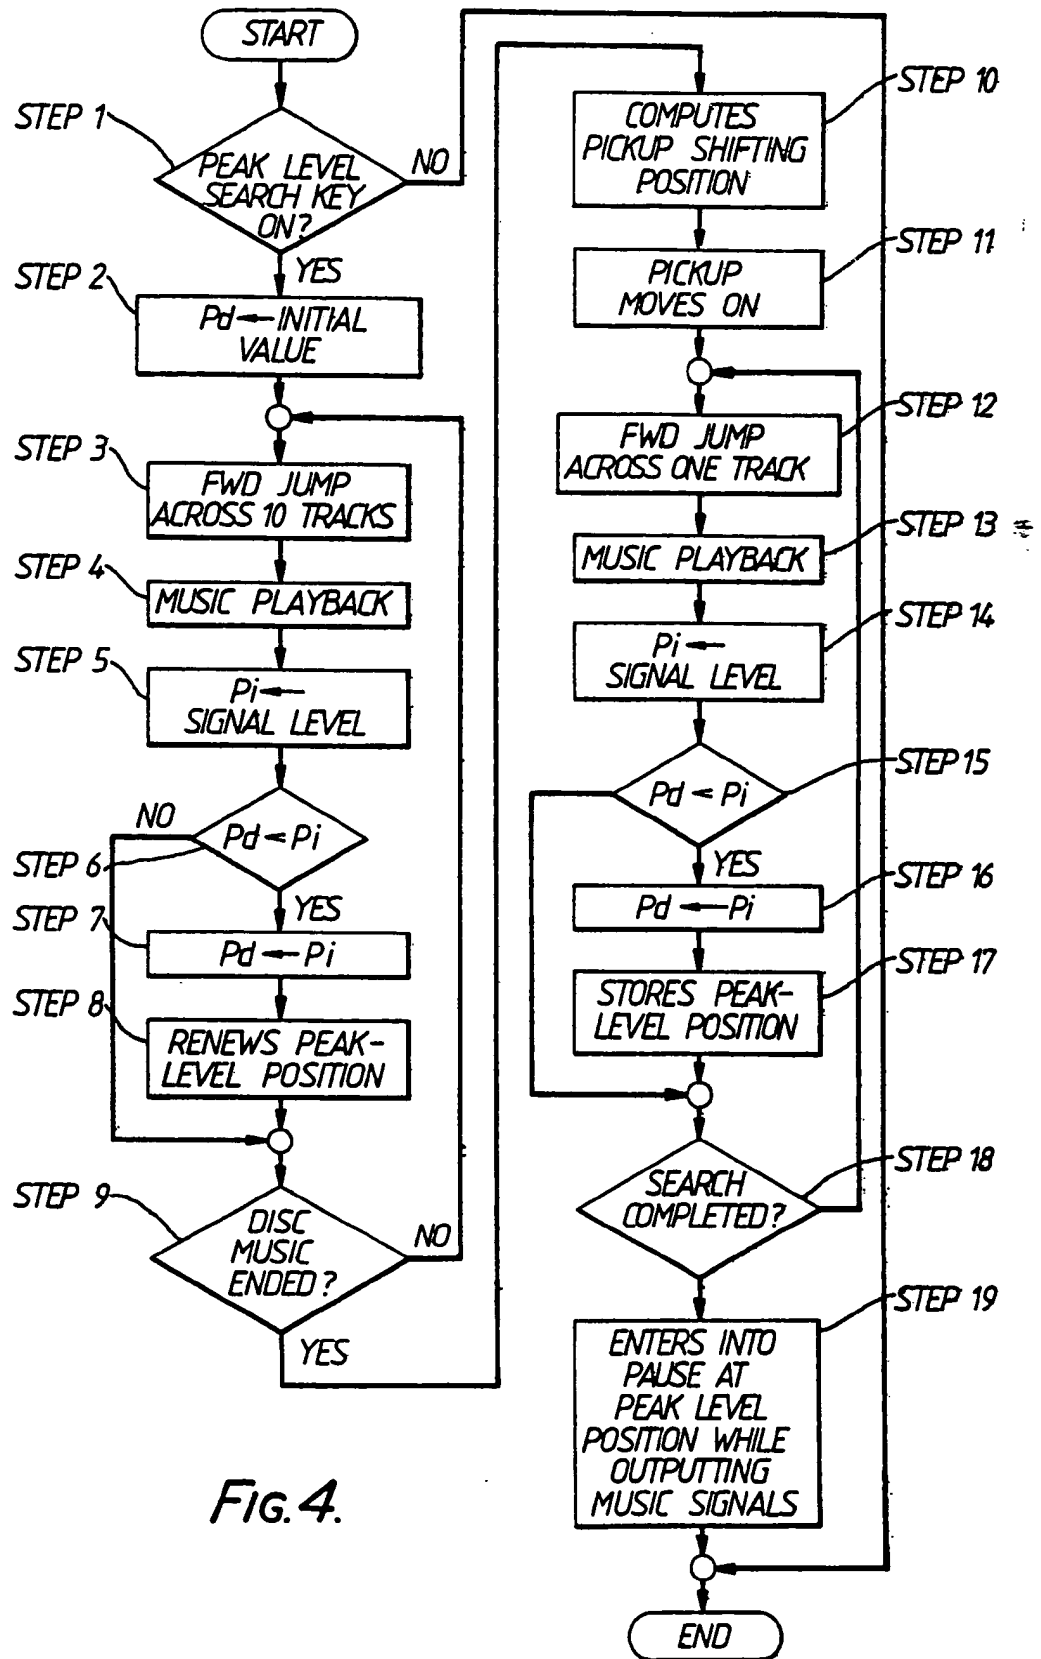 START
STEP 1
PEAK LEVEL
SEARCH KEY
ON?
NO
YES
STEP 2
Pd ← INITIAL
VALUE
STEP 3
FWD JUMP
ACROSS 10 TRACKS
STEP 4
MUSIC PLAYBACK
STEP 5
Pi ←
SIGNAL LEVEL
NO
Pd < Pi
STEP 6
YES
STEP 7
Pd ← Pi
STEP 8
RENEWS PEAK-
LEVEL POSITION
STEP 9
DISC
MUSIC
ENDED?
NO
YES
STEP 10
COMPUTES
PICKUP SHIFTING
POSITION
STEP 11
PICKUP
MOVES ON
STEP 12
FWD JUMP
ACROSS ONE TRACK
STEP 13
MUSIC PLAYBACK
STEP 14
Pi ←
SIGNAL LEVEL
STEP 15
Pd < Pi
YES
STEP 16
Pd ← Pi
STEP 17
STORES PEAK-
LEVEL POSITION
STEP 18
SEARCH
COMPLETED?
STEP 19
ENTERS INTO
PAUSE AT
PEAK LEVEL
POSITION WHILE
OUTPUTTING
MUSIC SIGNALS
END
FIG. 4.